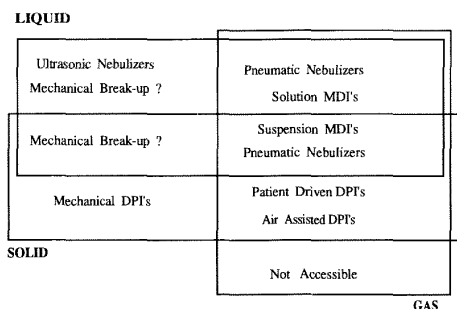 LIQUID
Ultrasonic Nebulizers
Mechanical Break-up ?
Pneumatic Nebulizers
Solution MDI's
Mechanical Break-up ?
Suspension MDI's
Pneumatic Nebulizers
Mechanical DPI's
Patient Driven DPI's
Air Assisted DPI's
SOLID
Not Accessible
GAS